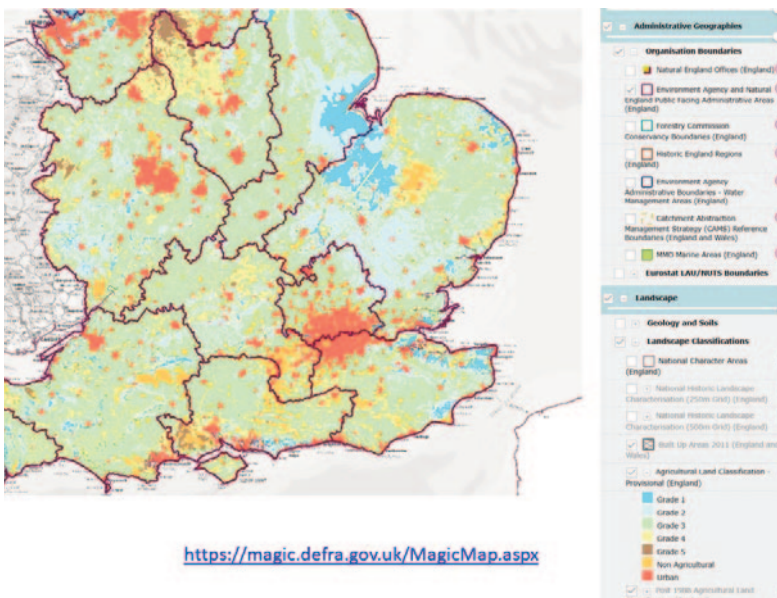 Administrative Geographies
Organisation Boundaries
Natural England Offices (England)
Environment Agency and Natural
England Public Facing Administrative Areas
(England)
Forestry Commission
Conservancy Boundaries (England)
Historic England Regions
(England)
Environment Agency
Administrative Boundaries - Water
Management Areas (England)
Catchment Abstraction
Management Strategy (CAMS) Reference
Boundaries (England and Wales)
MMO Marine Areas (England)
Eurostat LAU/NUTS Boundaries
Landscape
Geology and Soils
Landscape Classifications
National Character Areas
(England)
National Historic Landscape
Characterisation (250m Grid) (England)
National Historic Landscape
Characterisation (500m Grid) (England)
Built Up Areas 2011 (England and
Wales)
Agricultural Land Classification -
Provisional (England)
Grade 1
Grade 2
Grade 3
Grade 4
Grade 5
Non Agricultural
Urban
Post 1988 Agricultural Land
https://magic.defra.gov.uk/MagicMap.aspx